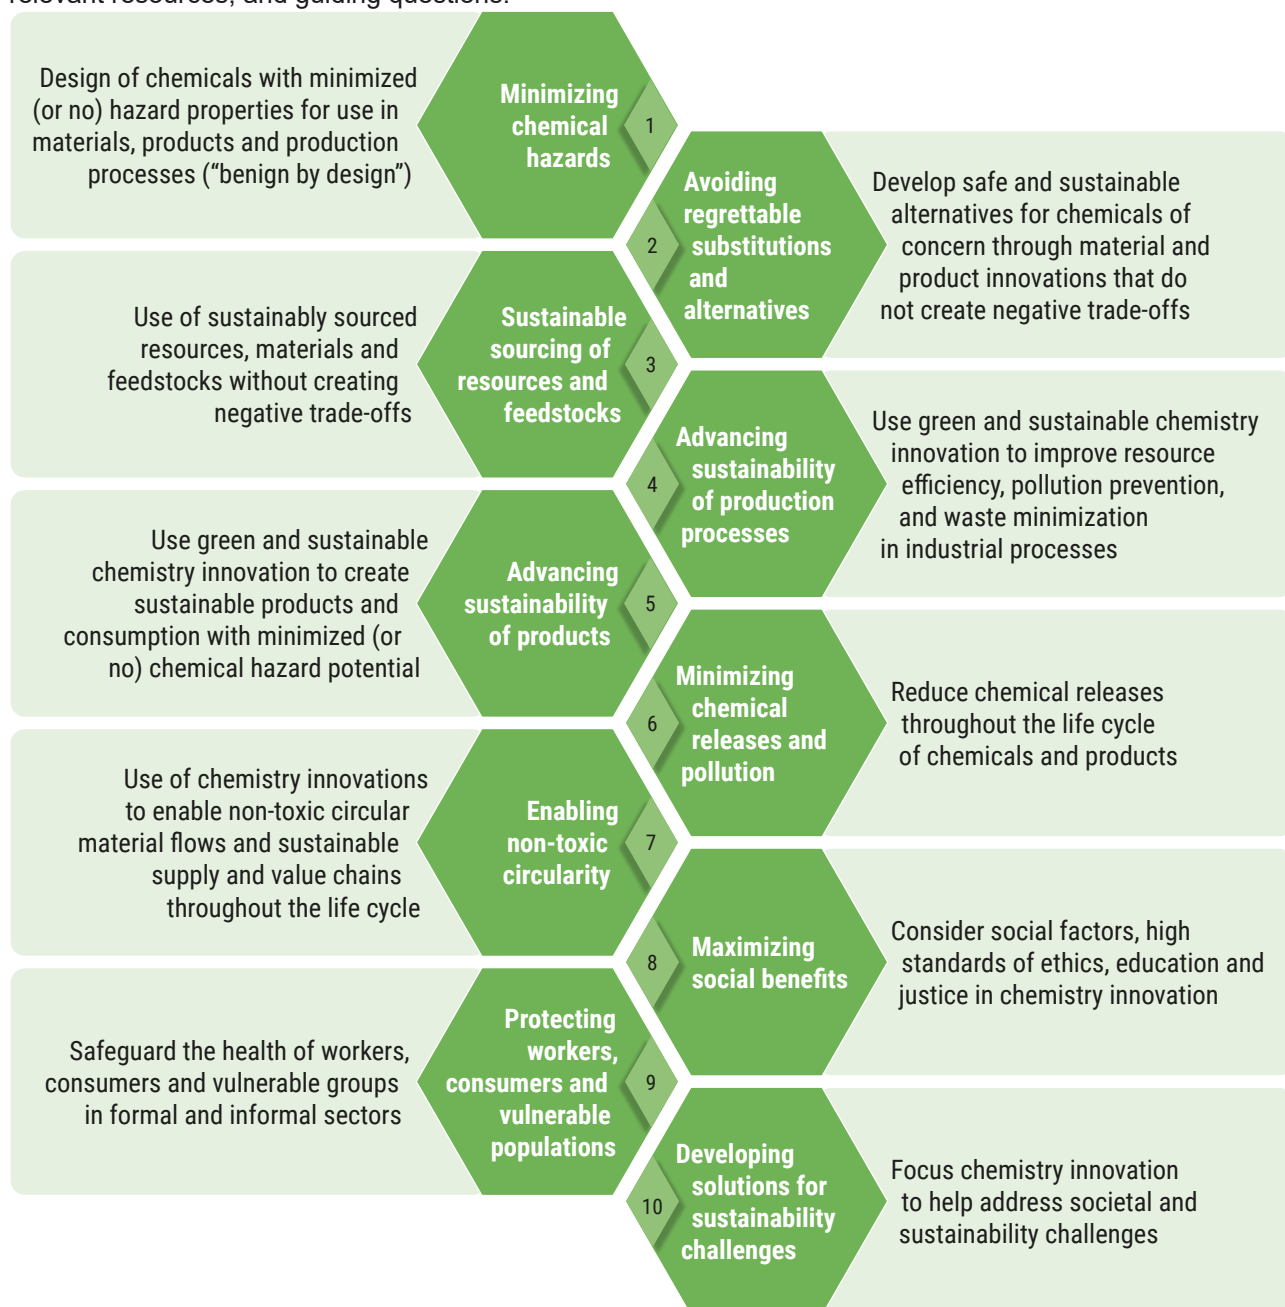 relevant resources, and guiding questions.
Design of chemicals with minimized
(or no) hazard properties for use in
materials, products and production
processes (“benign by design”)
Minimizing
chemical
hazards
1
Avoiding
regrettable
substitutions
and
alternatives
2
Develop safe and sustainable
alternatives for chemicals of
concern through material and
product innovations that do
not create negative trade-offs
Use of sustainably sourced
resources, materials and
feedstocks without creating
negative trade-offs
Sustainable
sourcing of
resources and
feedstocks
3
Advancing
sustainability
of production
processes
4
Use green and sustainable chemistry
innovation to improve resource
efficiency, pollution prevention,
and waste minimization
in industrial processes
Use green and sustainable
chemistry innovation to create
sustainable products and
consumption with minimized (or
no) chemical hazard potential
Advancing
sustainability
of products
5
Minimizing
chemical
releases and
pollution
6
Reduce chemical releases
throughout the life cycle
of chemicals and products
Use of chemistry innovations
to enable non-toxic circular
material flows and sustainable
supply and value chains
throughout the life cycle
Enabling
non-toxic
circularity
7
Maximizing
social benefits
8
Consider social factors, high
standards of ethics, education and
justice in chemistry innovation
Safeguard the health of workers,
consumers and vulnerable groups
in formal and informal sectors
Protecting
workers,
consumers and
vulnerable
populations
9
Developing
solutions for
sustainability
challenges
10
Focus chemistry innovation
to help address societal and
sustainability challenges